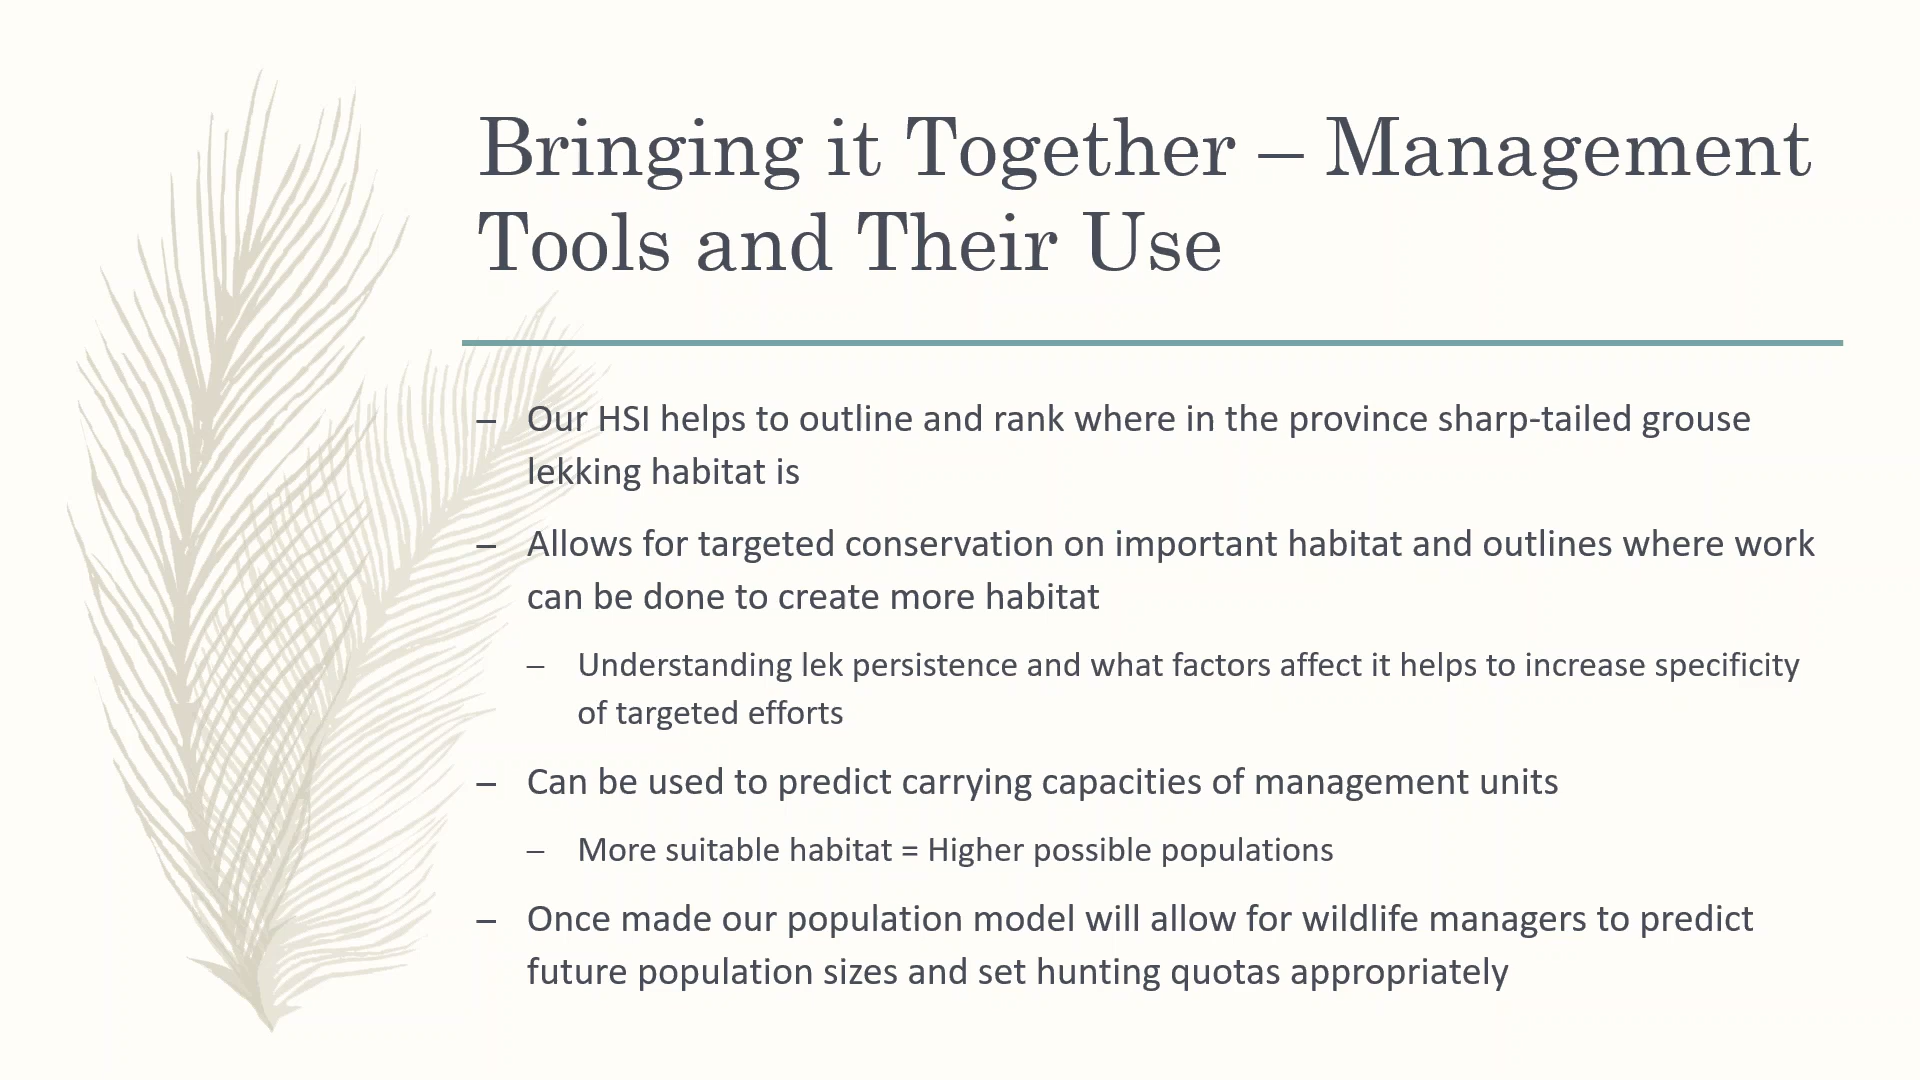 Bringing it Together – Management
Tools and Their Use
– Our HSI helps to outline and rank where in the province sharp-tailed grouse
lekking habitat is
– Allows for targeted conservation on important habitat and outlines where work
can be done to create more habitat
– Understanding lek persistence and what factors affect it helps to increase specificity
of targeted efforts
– Can be used to predict carrying capacities of management units
– More suitable habitat = Higher possible populations
– Once made our population model will allow for wildlife managers to predict
future population sizes and set hunting quotas appropriately